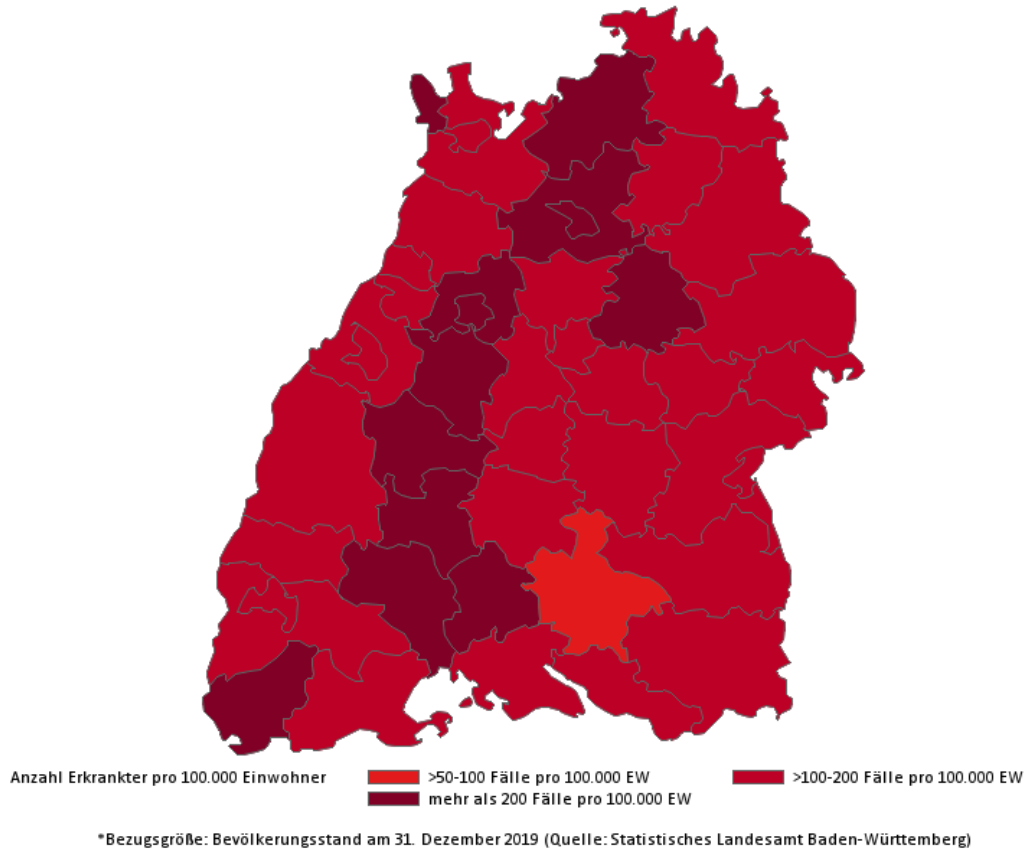 Anzahl Erkrankter pro 100.000 Einwohner >50-100 Fälle pro 100.000 EW >100-200 Fälle pro 100.000 EW
mehr als 200 Fälle pro 100.000 EW
*Bezugsgröße: Bevölkerungsstand am 31. Dezember 2019 (Quelle: Statistisches Landesamt Baden-Württemberg)